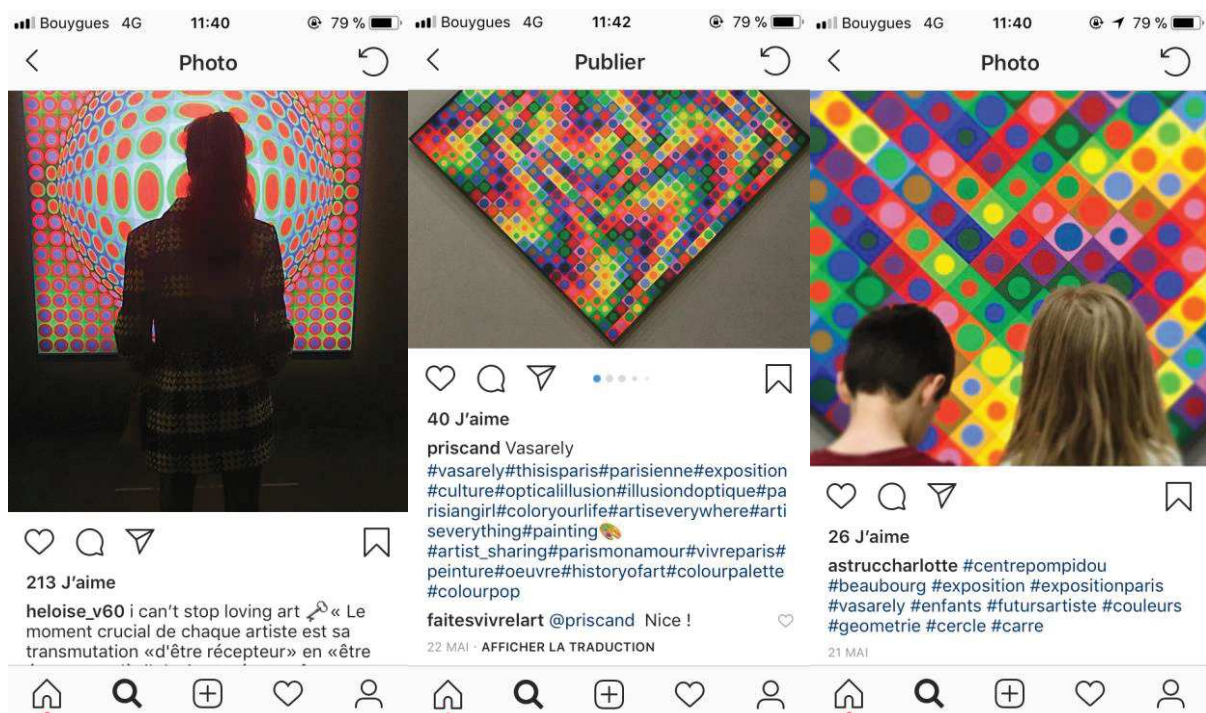 Bouygues 4G 11:40 79 %
Photo
213 J'aime
heloise_v60 i can't stop loving art 🗝 « Le
moment crucial de chaque artiste est sa
transmutation «d'être récepteur» en «être
Bouygues 4G 11:42 79 %
Publier
40 J'aime
priscand Vasarely
#vasarely#thisisparis#parisienne#exposition
#culture#opticalillusion#illusiondoptique#pa
risiangirl#coloryourlife#artiseverywhere#arti
severything#painting🎨
#artist_sharing#parismonamour#vivreparis#
peinture#oeuvre#historyofart#colourpalette
#colourpop
faitesvivrelart @priscand Nice !
22 MAI · AFFICHER LA TRADUCTION
Bouygues 4G 11:40 79 %
Photo
26 J'aime
astruccharlotte #centrepompidou
#beaubourg #exposition #expositionparis
#vasarely #enfants #futursartiste #couleurs
#geometrie #cercle #carre
21 MAI